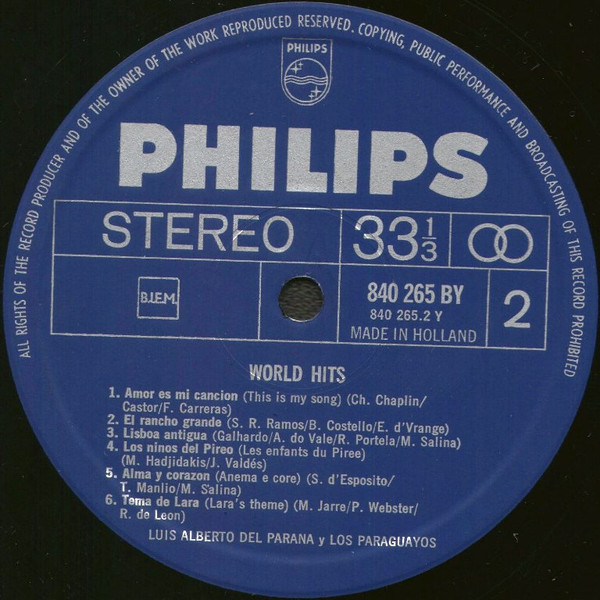 ALL RIGHTS OF THE RECORD PRODUCER AND OF THE OWNER OF THE WORK REPRODUCED RESERVED. COPYING, PUBLIC PERFORMANCE AND BROADCASTING OF THIS RECORD PROHIBITED
PHILIPS
PHILIPS
STEREO
33 1/3
B.I.E.M.
840 265 BY
840 265.2 Y
MADE IN HOLLAND
2
WORLD HITS
1. Amor es mi cancion (This is my song) (Ch. Chaplin/
Castor/F. Carreras)
2. El rancho grande (S. R. Ramos/B. Costello/E. d'Vrange)
3. Lisboa antigua (Galhardo/A. do Vale/R. Portela/M. Salina)
4. Los ninos del Pireo (Les enfants du Piree)
(M. Hadjidakis/J. Valdés)
5. Alma y corazon (Anema e core) (S. d'Esposito/
T. Manlio/M. Salina)
6. Tema de Lara (Lara's theme) (M. Jarre/P. Webster/
R. de Leon)
LUIS ALBERTO DEL PARANA y LOS PARAGUAYOS